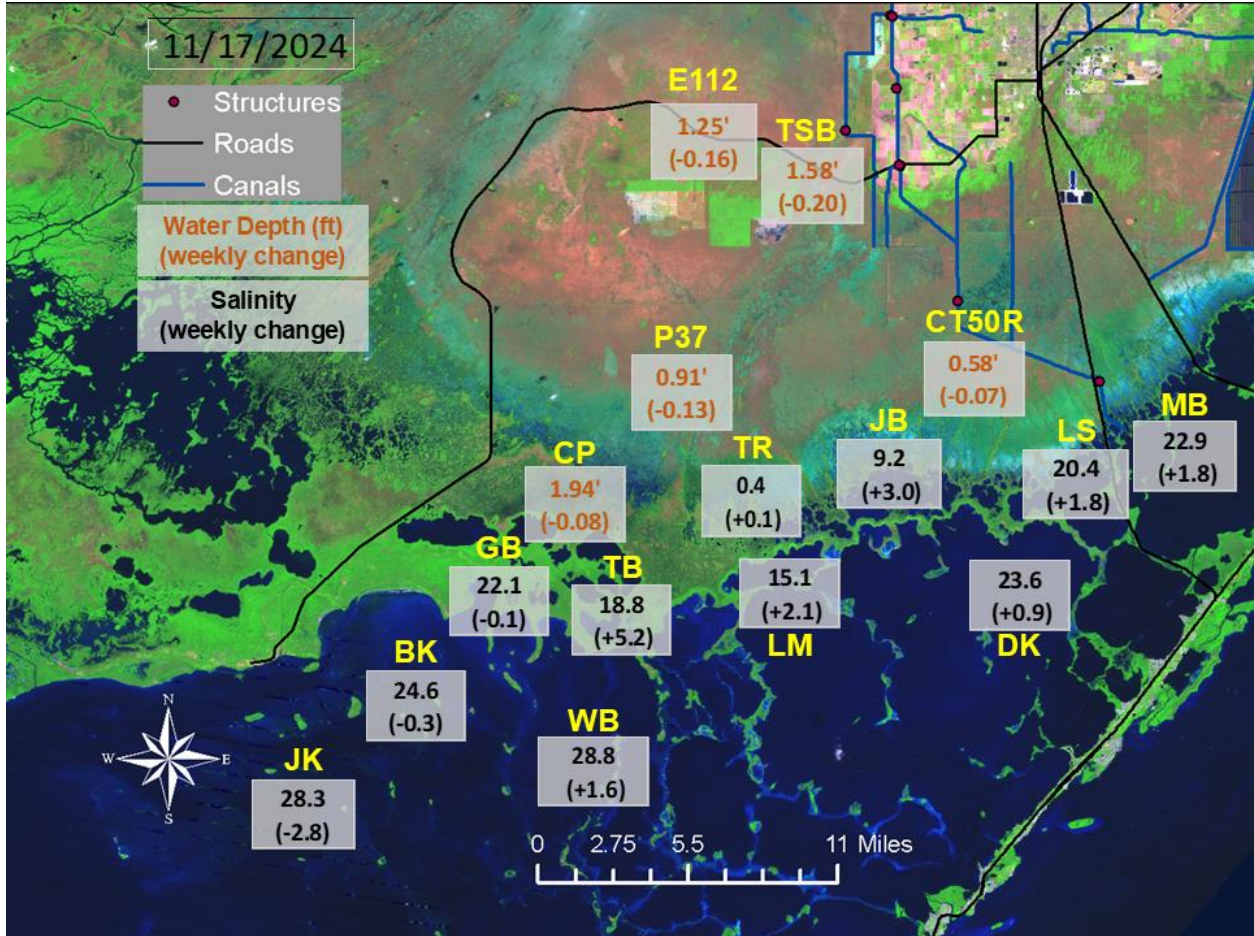 11/17/2024
Structures
Roads
Canals
Water Depth (ft)
(weekly change)
Salinity
(weekly change)
E112
1.25'
(-0.16)
TSB
1.58'
(-0.20)
P37
0.91'
(-0.13)
CT50R
0.58'
(-0.07)
CP
1.94'
(-0.08)
TR
0.4
(+0.1)
JB
9.2
(+3.0)
LS
20.4
(+1.8)
MB
22.9
(+1.8)
GB
22.1
(-0.1)
TB
18.8
(+5.2)
15.1
(+2.1)
LM
23.6
(+0.9)
DK
BK
24.6
(-0.3)
WB
28.8
(+1.6)
JK
28.3
(-2.8)
N
W
E
S
0 2.75 5.5 11 Miles